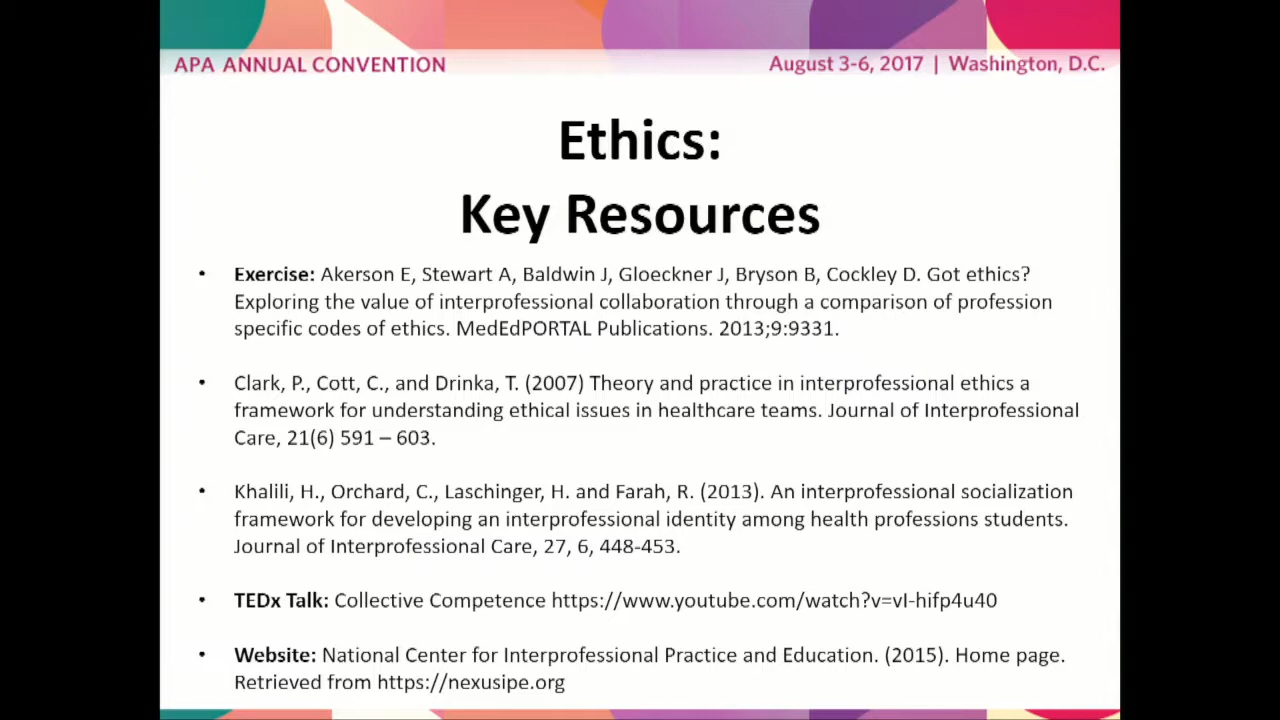 APA ANNUAL CONVENTION
August 3-6, 2017 | Washington, D.C.
Ethics:
Key Resources
• Exercise: Akerson E, Stewart A, Baldwin J, Gloeckner J, Bryson B, Cockley D. Got ethics?
Exploring the value of interprofessional collaboration through a comparison of profession
specific codes of ethics. MedEdPORTAL Publications. 2013;9:9331.
• Clark, P., Cott, C., and Drinka, T. (2007) Theory and practice in interprofessional ethics a
framework for understanding ethical issues in healthcare teams. Journal of Interprofessional
Care, 21(6) 591 – 603.
• Khalili, H., Orchard, C., Laschinger, H. and Farah, R. (2013). An interprofessional socialization
framework for developing an interprofessional identity among health professions students.
Journal of Interprofessional Care, 27, 6, 448-453.
• TEDx Talk: Collective Competence https://www.youtube.com/watch?v=vI-hifp4u40
• Website: National Center for Interprofessional Practice and Education. (2015). Home page.
Retrieved from https://nexusipe.org